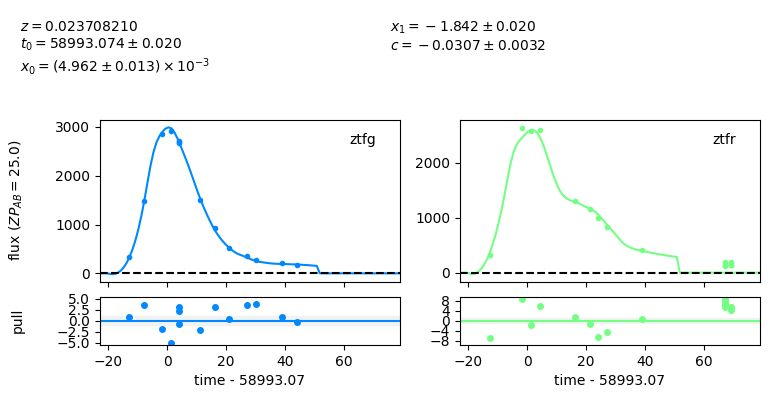 z = 0.023708210
t₀ = 58993.074 ± 0.020
x₀ = (4.962 ± 0.013) × 10⁻³
x₁ = −1.842 ± 0.020
c = −0.0307 ± 0.0032
flux (ZP_AB = 25.0)
3000
2000
1000
0
ztfg
2000
1000
0
ztfr
pull
5.0
2.5
0.0
−2.5
−5.0
−20 0 20 40 60
time - 58993.07
8
4
0
−4
−8
−20 0 20 40 60
time - 58993.07